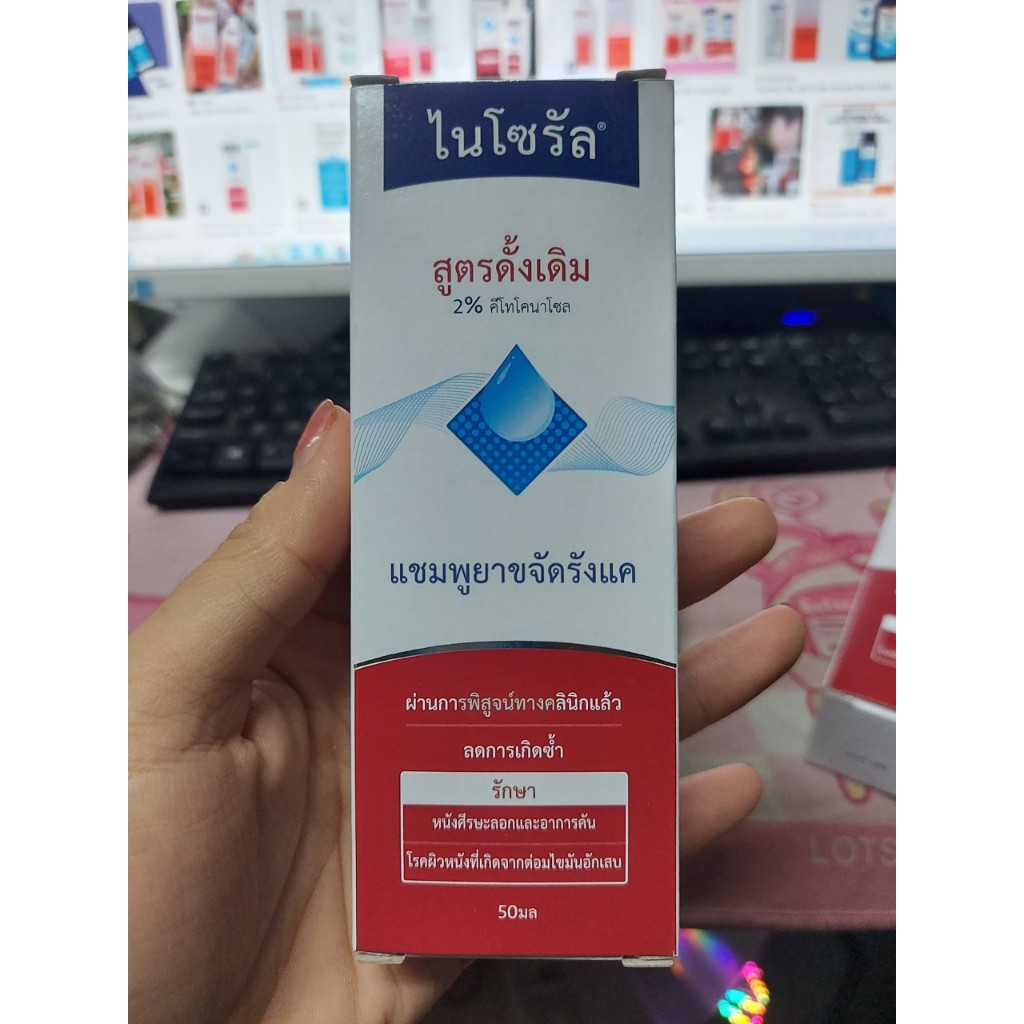 ไนโซรัล®
สูตรดั้งเดิม
2% คีโทโคนาโซล
แชมพูยาขจัดรังแค
ผ่านการพิสูจน์ทางคลินิกแล้ว
ลดการเกิดซ้ำ
รักษา
หนังศีรษะลอกและอาการคัน
โรคผิวหนังที่เกิดจากต่อมไขมันอักเสบ
50มล
LOTS